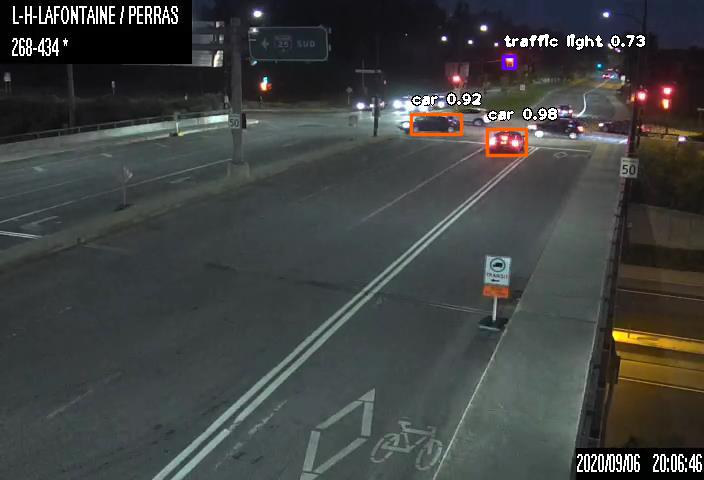 L-H-LAFONTAINE / PERRAS
268-434 *
25 SUD
traffic light 0.73
car 0.92
car 0.98
50
50
TRANSIT
2020/09/06 20:06:46